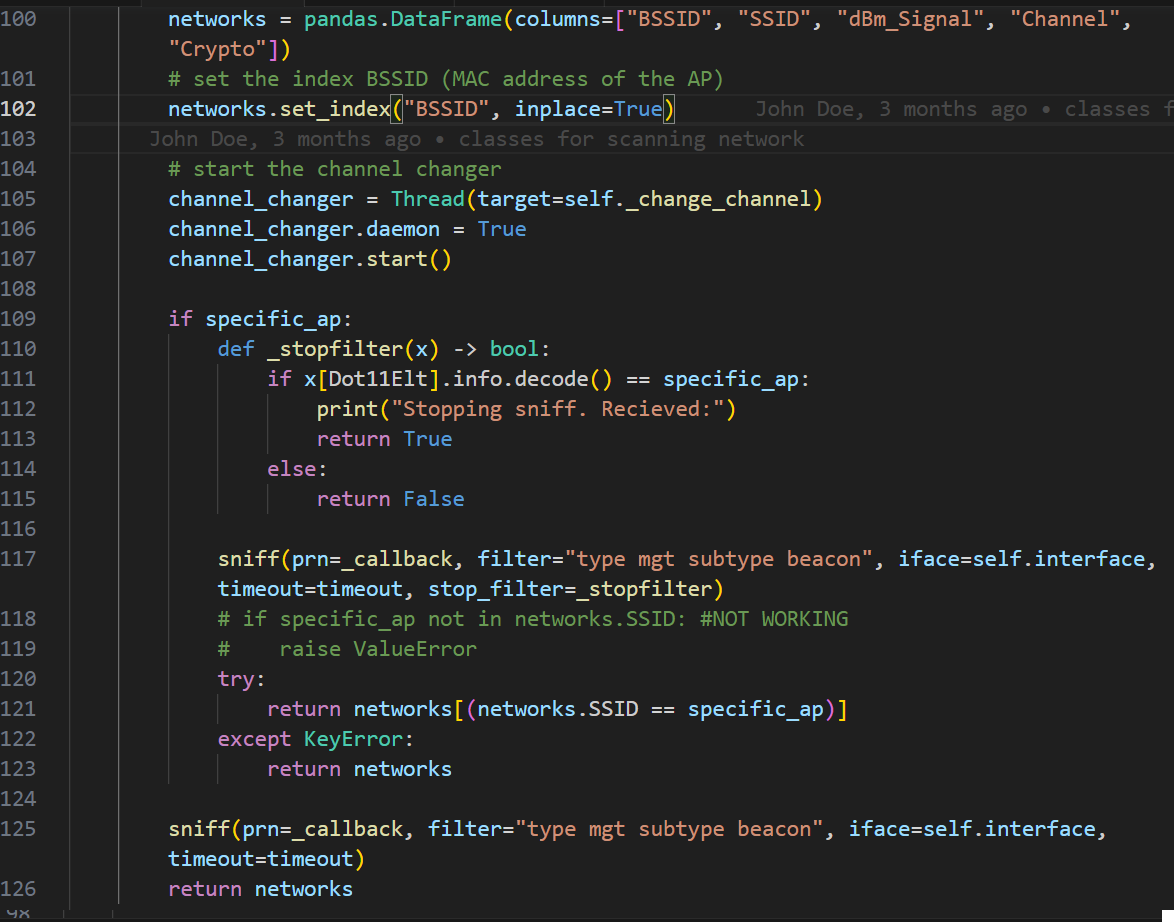 100 networks = pandas.DataFrame(columns=["BSSID", "SSID", "dBm_Signal", "Channel",
"Crypto"])
101 # set the index BSSID (MAC address of the AP)
102 networks.set_index("BSSID", inplace=True) John Doe, 3 months ago • classes f
103 John Doe, 3 months ago • classes for scanning network
104 # start the channel changer
105 channel_changer = Thread(target=self._change_channel)
106 channel_changer.daemon = True
107 channel_changer.start()
108
109 if specific_ap:
110 def _stopfilter(x) -> bool:
111 if x[Dot11Elt].info.decode() == specific_ap:
112 print("Stopping sniff. Recieved:")
113 return True
114 else:
115 return False
116
117 sniff(prn=_callback, filter="type mgt subtype beacon", iface=self.interface,
timeout=timeout, stop_filter=_stopfilter)
118 # if specific_ap not in networks.SSID: #NOT WORKING
119 #    raise ValueError
120 try:
121 return networks[(networks.SSID == specific_ap)]
122 except KeyError:
123 return networks
124
125 sniff(prn=_callback, filter="type mgt subtype beacon", iface=self.interface,
timeout=timeout)
126 return networks